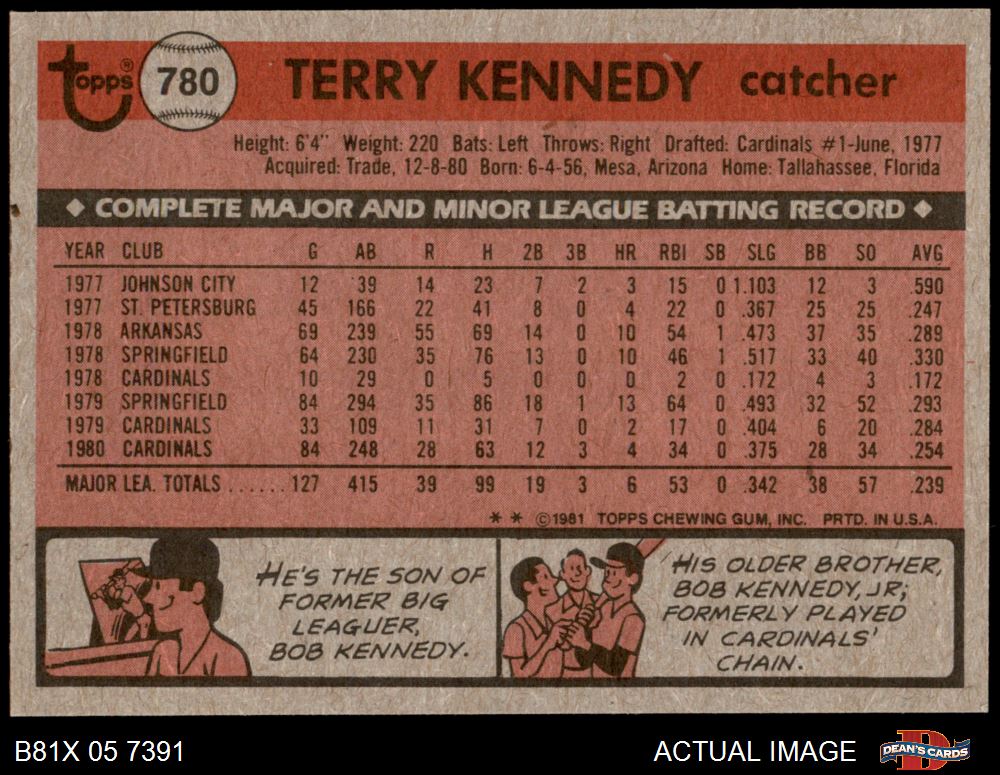 topps®
780
TERRY KENNEDY catcher
Height: 6'4" Weight: 220 Bats: Left Throws: Right Drafted: Cardinals #1-June, 1977
Acquired: Trade, 12-8-80 Born: 6-4-56, Mesa, Arizona Home: Tallahassee, Florida
◆ COMPLETE MAJOR AND MINOR LEAGUE BATTING RECORD ◆
YEAR CLUB G AB R H 2B 3B HR RBI SB SLG BB SO AVG
1977 JOHNSON CITY 12 39 14 23 7 2 3 15 0 1.103 12 3 .590
1977 ST. PETERSBURG 45 166 22 41 8 0 4 22 0 .367 25 25 .247
1978 ARKANSAS 69 239 55 69 14 0 10 54 1 .473 37 35 .289
1978 SPRINGFIELD 64 230 35 76 13 0 10 46 1 .517 33 40 .330
1978 CARDINALS 10 29 0 5 0 0 0 2 0 .172 4 3 .172
1979 SPRINGFIELD 84 294 35 86 18 1 13 64 0 .493 32 52 .293
1979 CARDINALS 33 109 11 31 7 0 2 17 0 .404 6 20 .284
1980 CARDINALS 84 248 28 63 12 3 4 34 0 .375 28 34 .254
MAJOR LEA. TOTALS ...... 127 415 39 99 19 3 6 53 0 .342 38 57 .239
* * ©1981 TOPPS CHEWING GUM, INC. PRTD. IN U.S.A.
HE'S THE SON OF
FORMER BIG
LEAGUER,
BOB KENNEDY.
HIS OLDER BROTHER,
BOB KENNEDY, JR;
FORMERLY PLAYED
IN CARDINALS'
CHAIN.
B81X 05 7391
ACTUAL IMAGE
DEAN'S CARDS